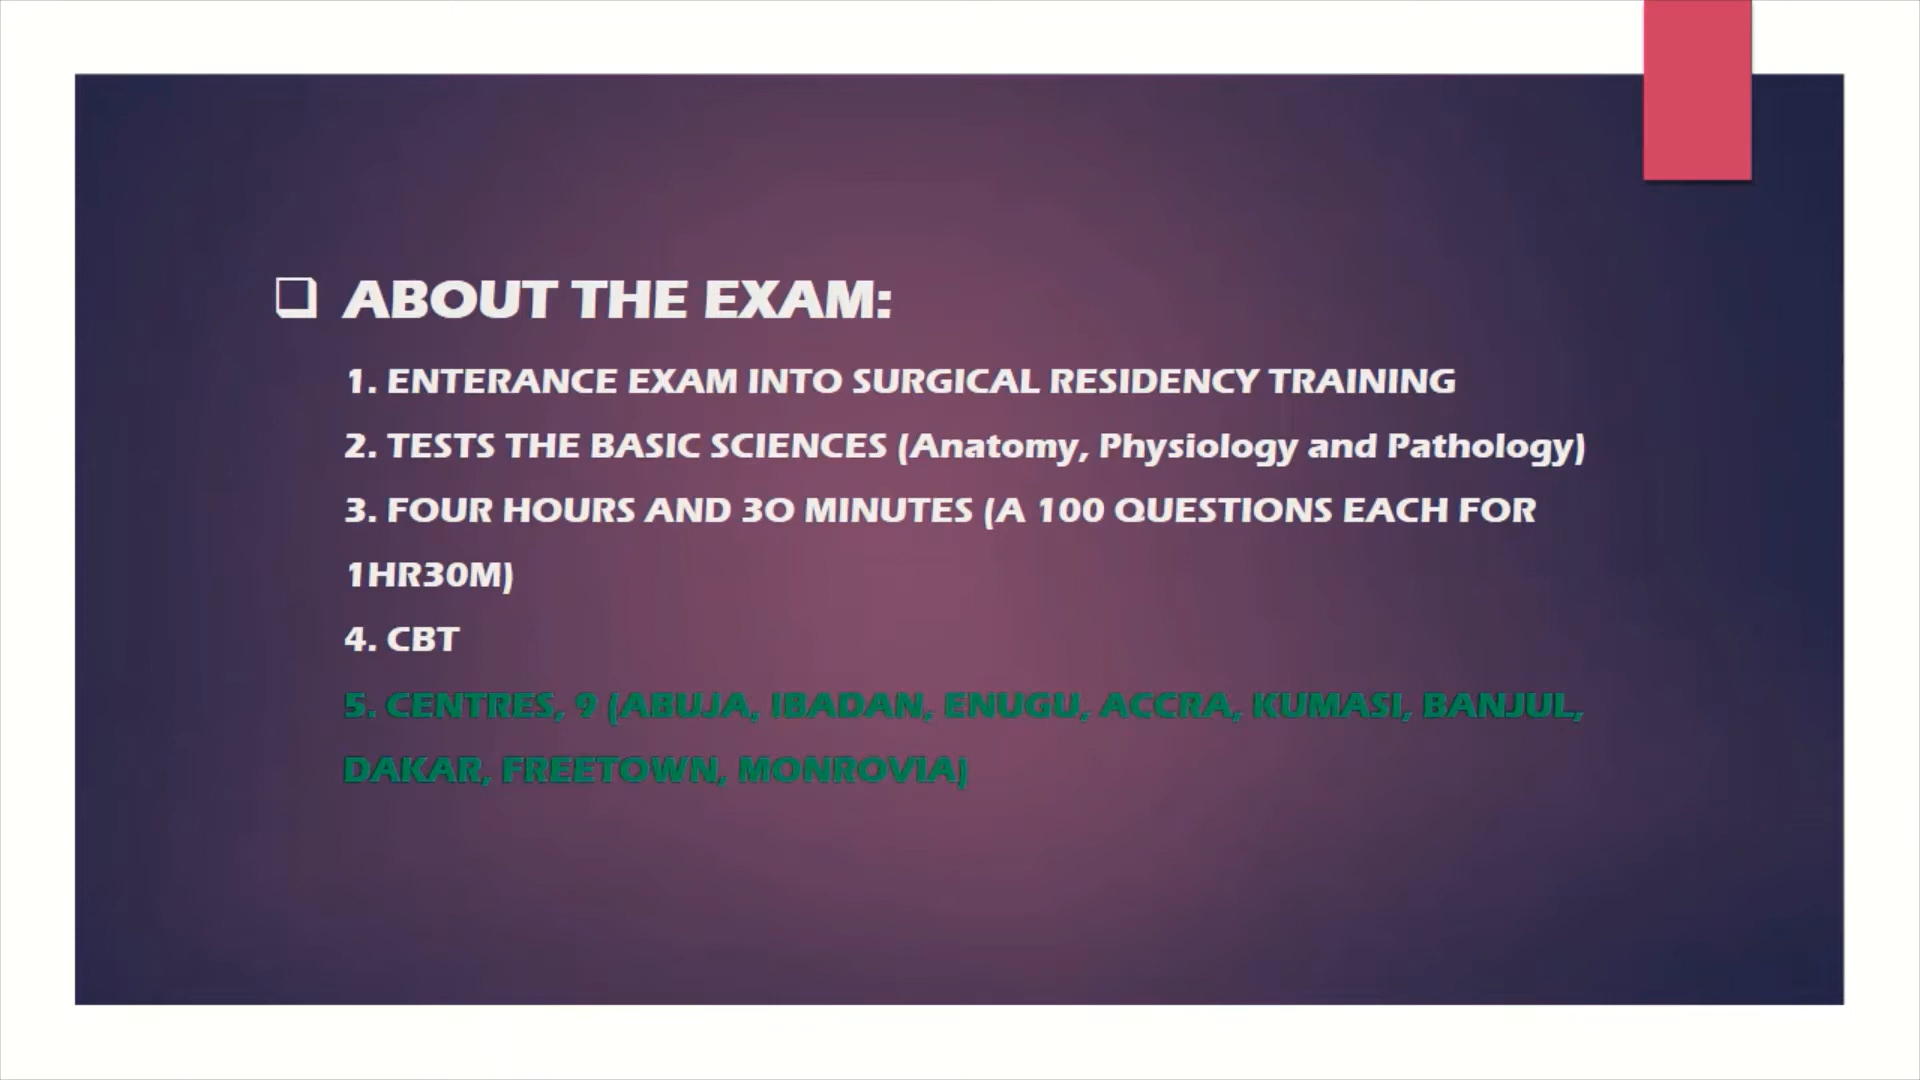 ❑ ABOUT THE EXAM:
1. ENTERANCE EXAM INTO SURGICAL RESIDENCY TRAINING
2. TESTS THE BASIC SCIENCES (Anatomy, Physiology and Pathology)
3. FOUR HOURS AND 3O MINUTES (A 100 QUESTIONS EACH FOR
1HR30M)
4. CBT
5. CENTRES, 9 (ABUJA, IBADAN, ENUGU, ACCRA, KUMASI, BANJUL,
DAKAR, FREETOWN, MONROVIA)